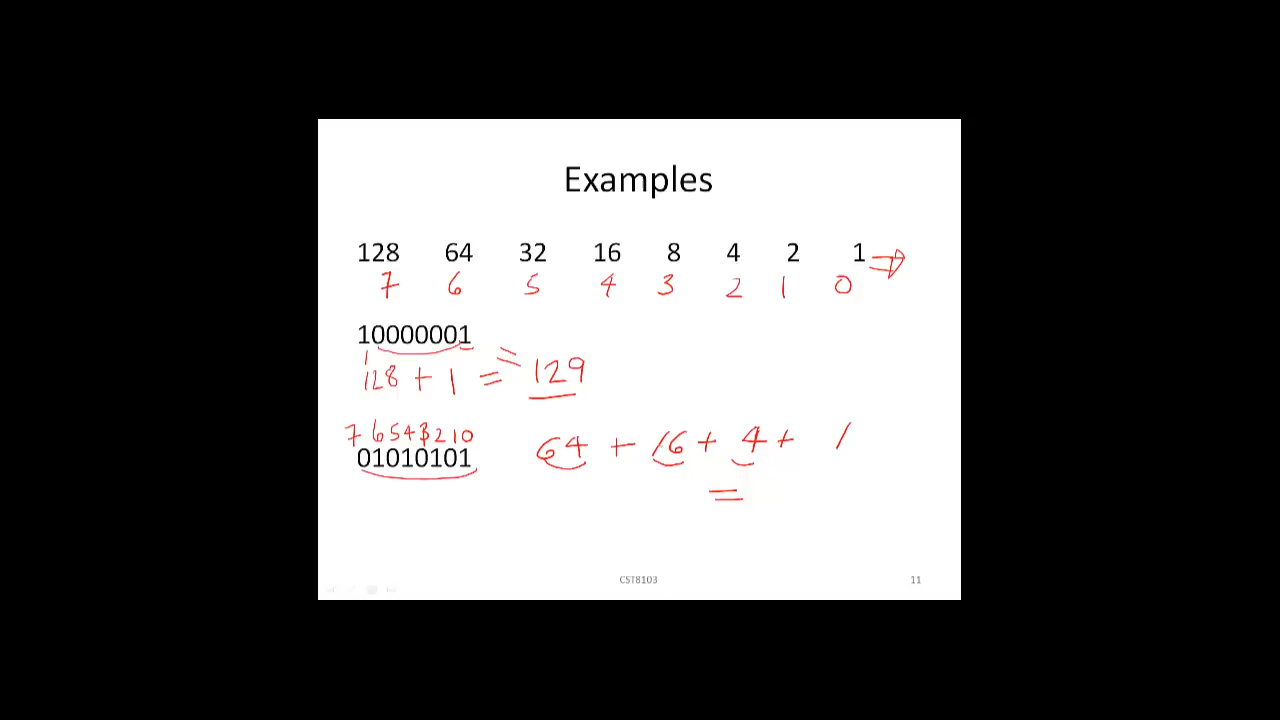 Examples
128 64 32 16 8 4 2 1 ⇒
7 6 5 4 3 2 1 0
10000001
128 + 1 = = 129
7 6 5 4 3 2 1 0
01010101 64 + 16 + 4 + 1
=
CST8103 11